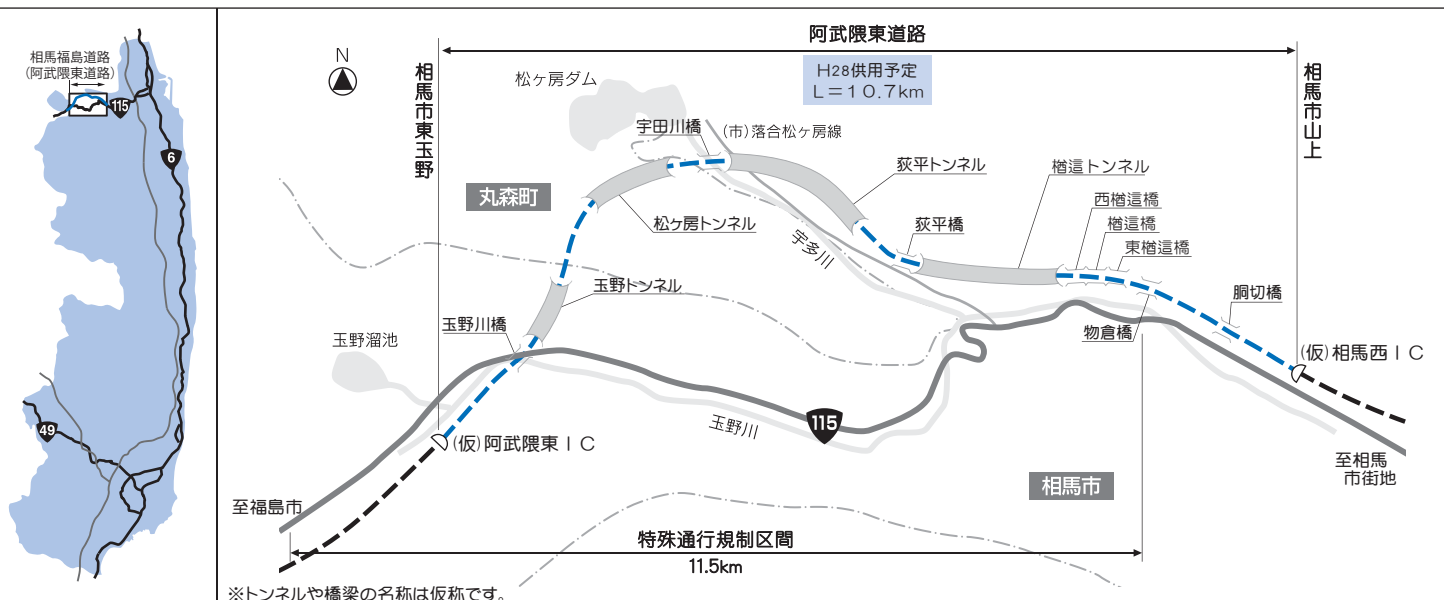 相馬福島道路
(阿武隈東道路)
115
6
49
阿武隈東道路
H28供用予定
L=10.7km
N
相馬市東玉野
相馬市山上
松ヶ房ダム
宇田川橋
(市)落合松ヶ房線
荻平トンネル
楢這トンネル
丸森町
西楢這橋
楢這橋
東楢這橋
松ヶ房トンネル
荻平橋
宇多川
玉野トンネル
胴切橋
玉野川橋
物倉橋
玉野溜池
(仮)相馬西IC
115
玉野川
(仮)阿武隈東IC
至相馬
市街地
相馬市
至福島市
特殊通行規制区間
11.5km
※トンネルや橋梁の名称は仮称です。